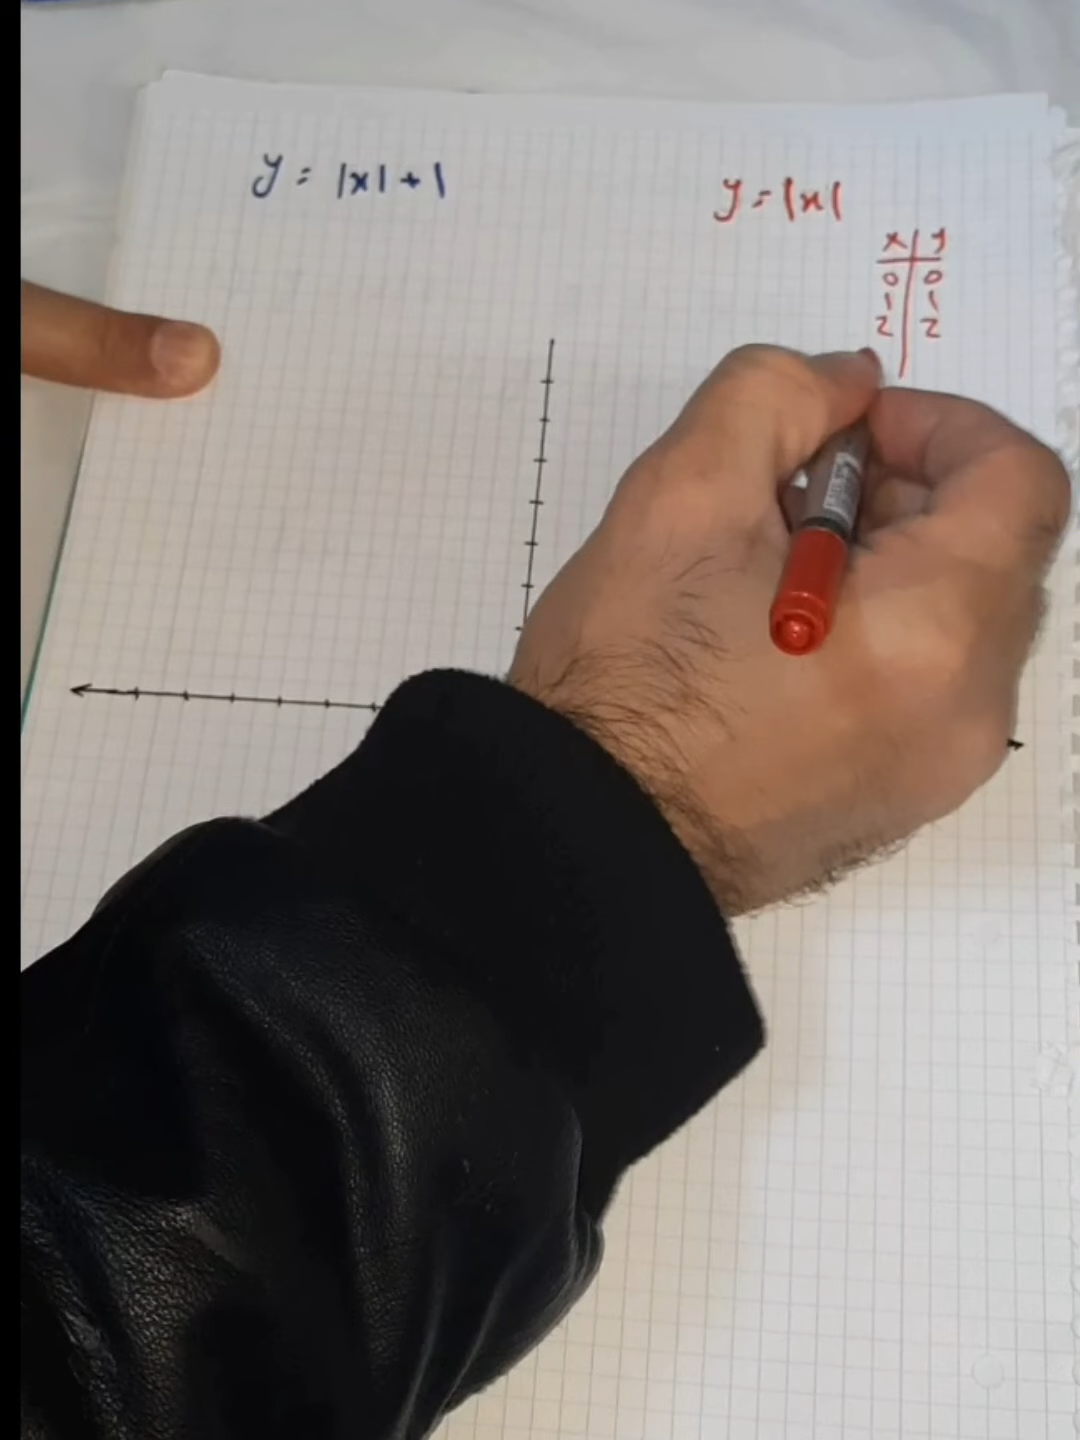 y = |x| + 1
y = |x|
x | y
0 | 0
1 | 1
2 | 2